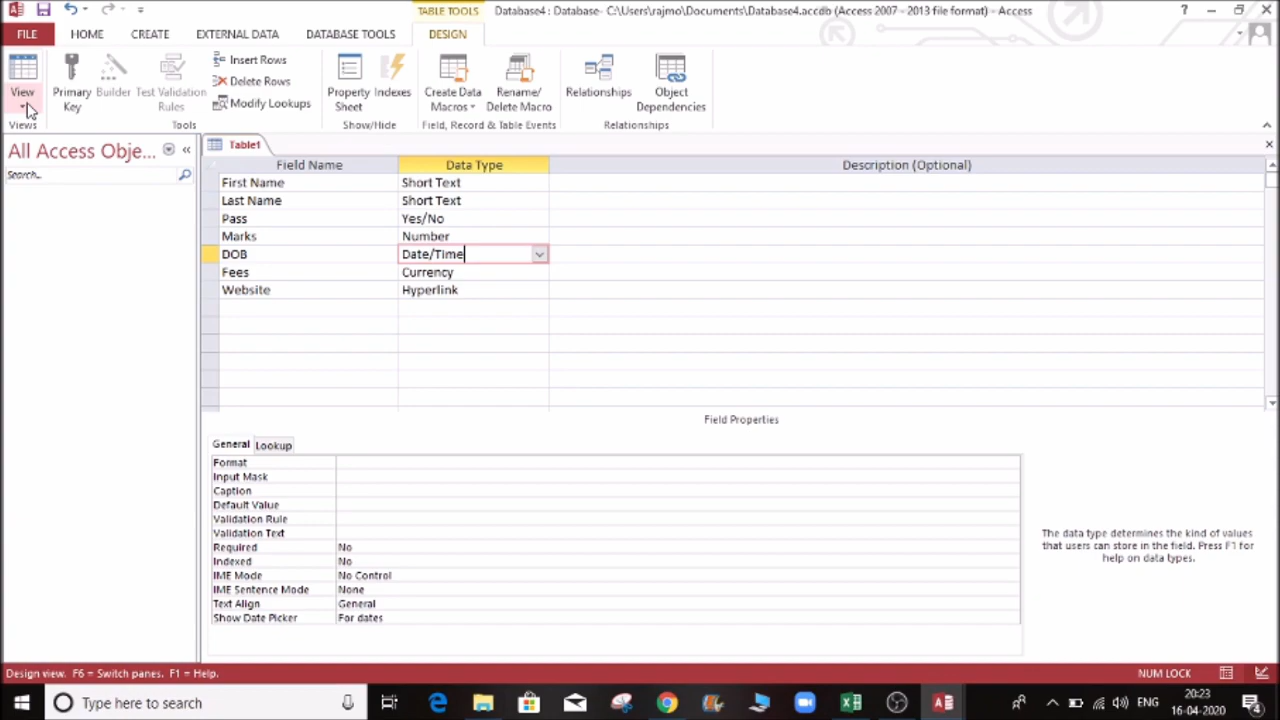 TABLE TOOLS
Database4 : Database- C:\Users\rajmo\Documents\Database4.accdb (Access 2007 - 2013 file format) - Access
FILE HOME CREATE EXTERNAL DATA DATABASE TOOLS DESIGN
View
Primary Key
Builder
Test Validation Rules
Insert Rows
Delete Rows
Modify Lookups
Property Sheet
Indexes
Create Data Macros
Rename/ Delete Macro
Relationships
Object Dependencies
Views Tools Show/Hide Field, Record & Table Events Relationships
All Access Obje...
Search...
Table1
Field Name Data Type Description (Optional)
First Name Short Text
Last Name Short Text
Pass Yes/No
Marks Number
DOB Date/Time
Fees Currency
Website Hyperlink
Field Properties
General Lookup
Format
Input Mask
Caption
Default Value
Validation Rule
Validation Text
Required No
Indexed No
IME Mode No Control
IME Sentence Mode None
Text Align General
Show Date Picker For dates
The data type determines the kind of values
that users can store in the field. Press F1 for
help on data types.
Design view. F6 = Switch panes. F1 = Help.
NUM LOCK
Type here to search
ENG
20:23
16-04-2020
4